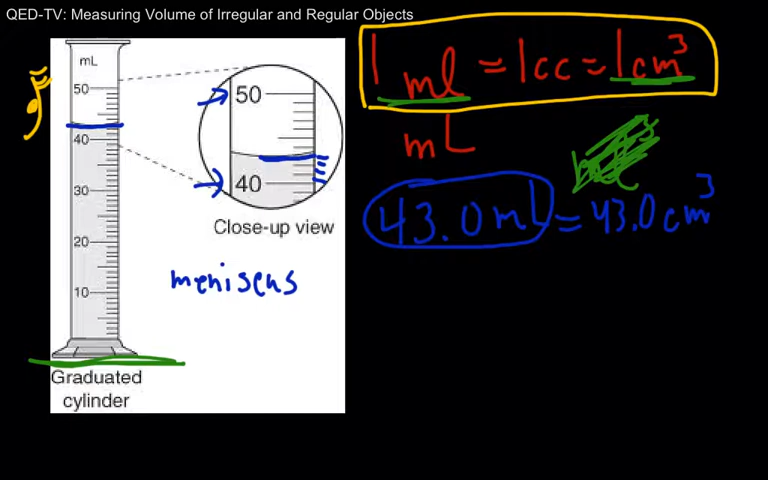 QED-TV: Measuring Volume of Irregular and Regular Objects
mL
50
40
30
20
10
Graduated
cylinder
50
40
Close-up view
meniscus
1 ml = 1cc = 1cm³
mL
43.0 mL = 43.0 cm³